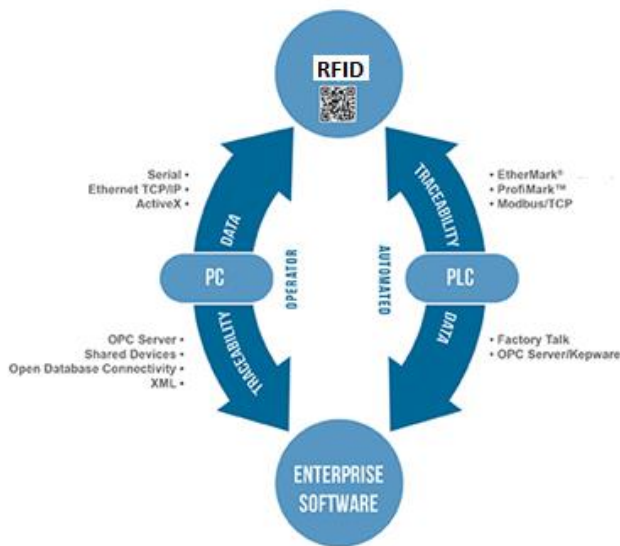 RFID
Serial •
Ethernet TCP/IP •
ActiveX •
• EtherMark®
• ProfiMark™
• Modbus/TCP
DATA
TRACEABILITY
PC
OPERATOR
AUTOMATED
PLC
TRACEABILITY
DATA
OPC Server •
Shared Devices •
Open Database Connectivity •
XML •
• Factory Talk
• OPC Server/Kepware
ENTERPRISE
SOFTWARE